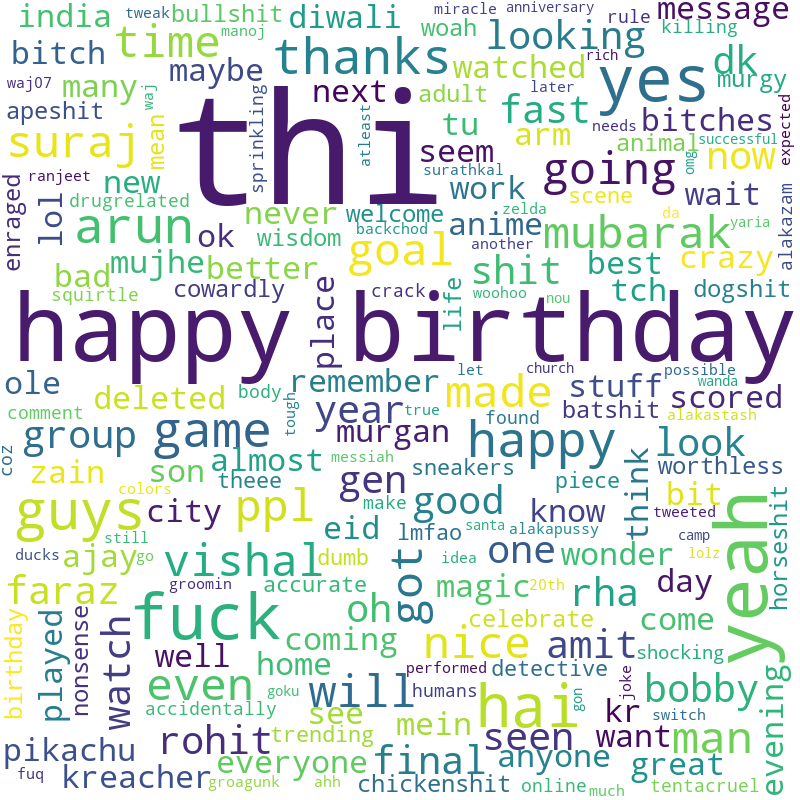 india
tweak
bullshit
diwali
miracle
anniversary
rule
message
bitch
time
manoj
thanks
woah
looking
killing
waj07
many
maybe
next
watched
rich
yes
dk
apeshit
waj
thi
adult
fast
later
murgy
suraj
mean
sprinkling
atleast
tu
arm
needs
bitches
successful
expected
enraged
ranjeet
new
seem
surathkal
going
animal
now
omg
lol
drugrelated
never
welcome
work
scene
wait
alakazam
arun
ok
wisdom
backchod
anime
zelda
mubarak
da
yaria
bad
mujhe
better
goal
another
shit
best
crazy
squirtle
cowardly
place
crack
life
woohoo
nou
tch
dogshit
happy birthday
ole
deleted
body
remember
let
church
made
stuff
possible
wanda
scored
comment
tough
year
true
found
batshit
alakastash
coz
group
game
murgan
happy
look
zain
son
almost
theee
messiah
gen
sneakers
piece
think
worthless
colors
guys
city
ppl
make
good
know
bit
tweeted
yeah
horseshit
still
eid
lmfao
santa
alakapussy
camp
lolz
ducks
ajay
go
vishal
dumb
got
idea
one
wonder
faraz
groomin
accurate
magic
20th
rha
day
birthday
played
nonsense
watch
fuck
oh
celebrate
come
coming
nice
amit
shocking
well
home
performed
detective
joke
evening
even
goku
will
humans
gon
bobby
accidentally
see
mein
kr
switch
pikachu
rohit
trending
hai
seen
want
man
fuq
kreacher
groagunk
everyone
ahh
final
anyone
great
chickenshit
online
much
tentacruel